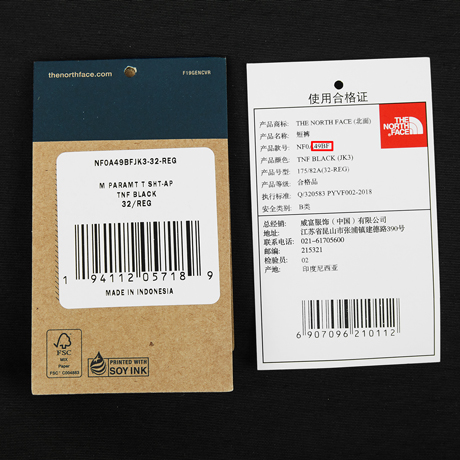 thenorthface.com
F19GENCVR
NF0A49BFJK3-32-REG
M PARAMT T SHT-AP
TNF BLACK
32/REG
1 94112 05718 9
MADE IN INDONESIA
FSC
MIX
Paper
PRINTED WITH
SOY INK
使用合格证
THE
NORTH
FACE
产品商标: THE NORTH FACE (北面)
产品名称: 短裤
产品款号: NF0A49BF
产品颜色: TNF BLACK (JK3)
产品号型: 175/82A(32-REG)
产品等级: 合格品
执行标准: Q/320583 PYVF002-2018
安全类别: B类
总经销: 威富服饰（中国）有限公司
地址: 江苏省昆山市张浦镇建德路390号
联系电话: 021-61705600
邮编: 215321
检验员: 02
产地: 印度尼西亚
6907096210112